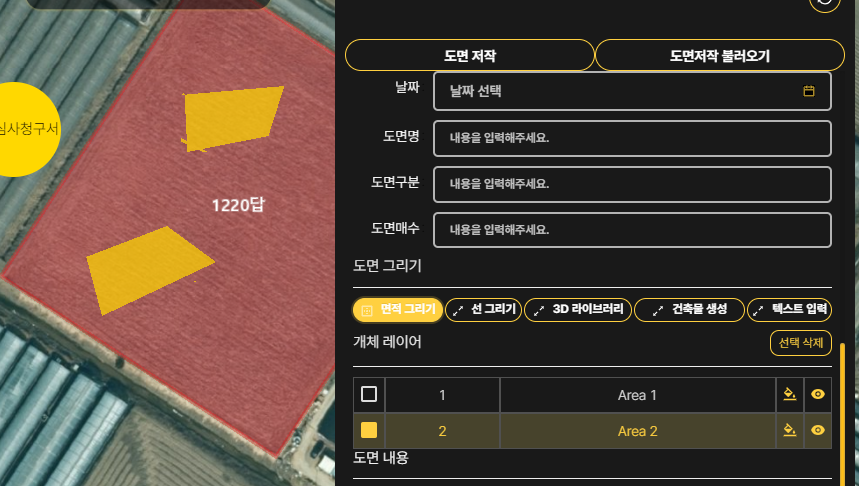 도면 저작
도면저작 불러오기
날짜
날짜 선택
심사청구서
도면명
내용을 입력해주세요.
도면구분
내용을 입력해주세요.
1220답
도면매수
내용을 입력해주세요.
도면 그리기
면적 그리기
선 그리기
3D 라이브러리
건축물 생성
텍스트 입력
개체 레이어
선택 삭제
1
Area 1
2
Area 2
도면 내용